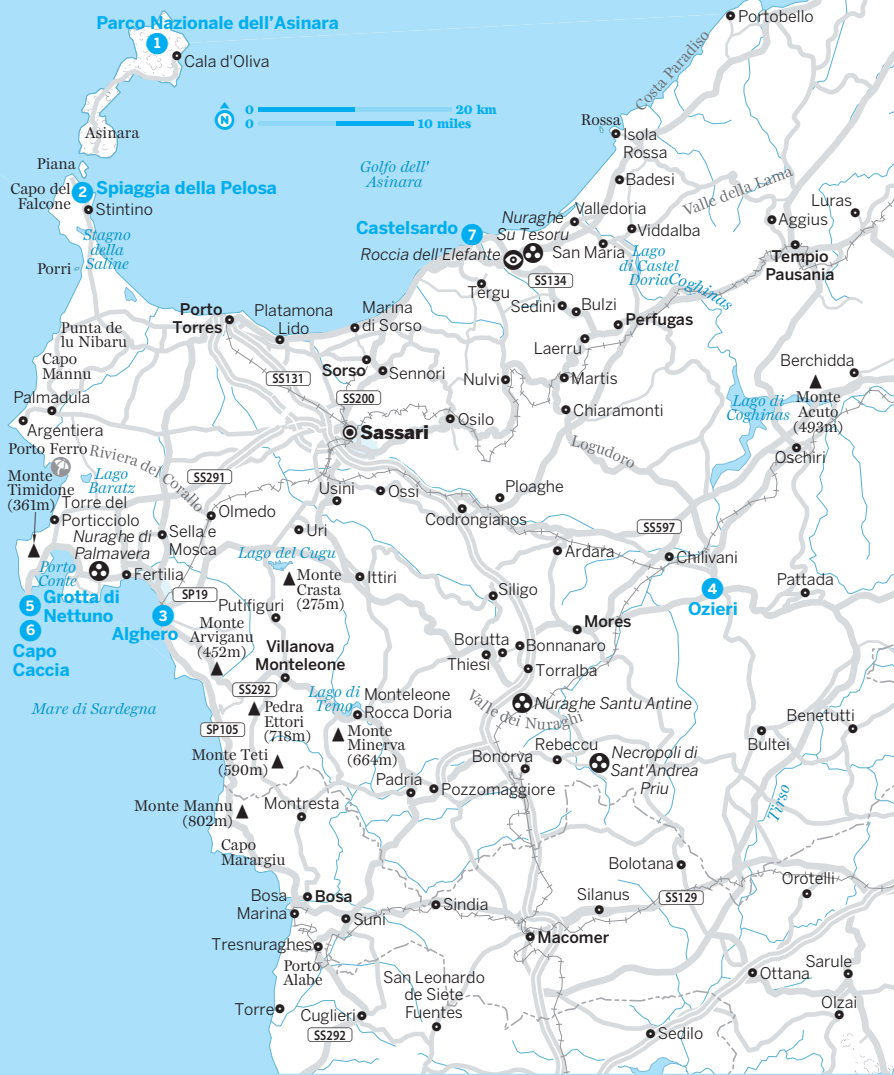 Parco Nazionale dell'Asinara
1
Cala d'Oliva
Portobello
Costa Paradiso
0 20 km
N
0 10 miles
Asinara
Rossa
Isola
Rossa
Piana
Golfo dell'
Asinara
Badesi
Capo del
Falcone
2 Spiaggia della Pelosa
Stintino
Valle della Lama
Luras
Aggius
Valledoria
Nuraghe
Su Tesoru
Castelsardo 7
Viddalba
Stagno
della
Saline
Roccia dell'Elefante
San Maria
Lago
di Castel
Doria
Coghinas
Tempio
Pausania
Porri
SS134
Tergu
Sedini
Bulzi
Perfugas
Porto
Torres
Platamona
Lido
Marina
di Sorso
Punta de
lu Nibaru
Laerru
Capo
Mannu
Sorso
Sennori
SS131
Nulvi
Martis
Berchidda
Monte
Acuto
(493m)
Palmadula
SS200
Lago di
Coghinas
Argentiera
Sassari
Osilo
Chiaramonti
Logudoro
Oschiri
Porto Ferro
Riviera del Corallo
Monte
Timidone
(361m)
Lago
Baratz
SS291
Usini
Ossi
Ploaghe
Torre del
Porticciolo
Olmedo
Codrongianos
SS597
Nuraghe di
Palmavera
Sella e
Mosca
Uri
Lago del Cugu
Ardara
Chilivani
Porto
Conte
Fertilia
Monte
Crasta
(275m)
Ittiri
Siligo
Pattada
4
Ozieri
5 Grotta di
Nettuno
SP19
3
Alghero
Putifiguri
6
Capo
Caccia
Monte
Arviganu
(452m)
Mores
Borutta
Bonnanaro
Thiesi
Torralba
Villanova
Monteleone
SS292
Mare di Sardegna
Lago di
Temo
Monteleone
Rocca Doria
Nuraghe Santu Antine
Valle dei Nuraghi
Pedra
Ettori
(718m)
SP105
Monte
Minerva
(664m)
Benetutti
Bultei
Rebeccu
Bonorva
Necropoli di
Sant'Andrea
Priu
Monte Teti
(590m)
Padria
Pozzomaggiore
Tirso
Monte Mannu
(802m)
Montresta
Capo
Marargiu
Bolotana
Orotelli
Bosa
Marina
Bosa
Sindia
Silanus
SS129
Suni
Macomer
Tresnuraghes
Porto
Alabe
San Leonardo
de Siete
Fuentes
Ottana
Sarule
Torre
Cuglieri
Olzai
SS292
Sedilo